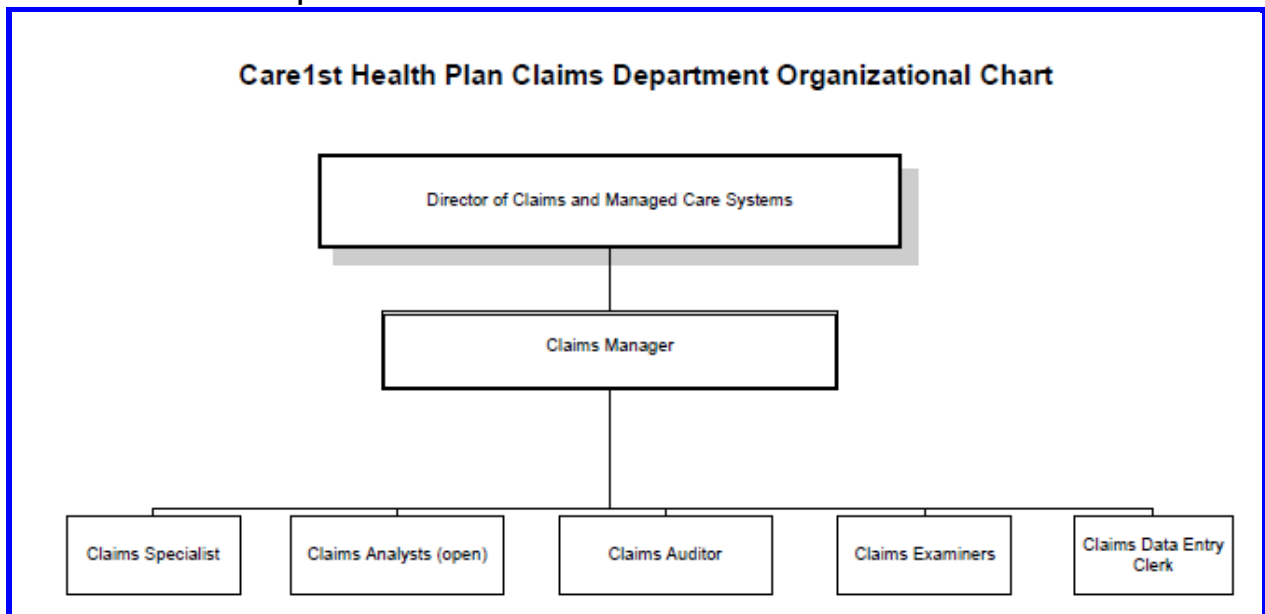 Care1st Health Plan Claims Department Organizational Chart
Director of Claims and Managed Care Systems
Claims Manager
Claims Specialist
Claims Analysts (open)
Claims Auditor
Claims Examiners
Claims Data Entry
Clerk